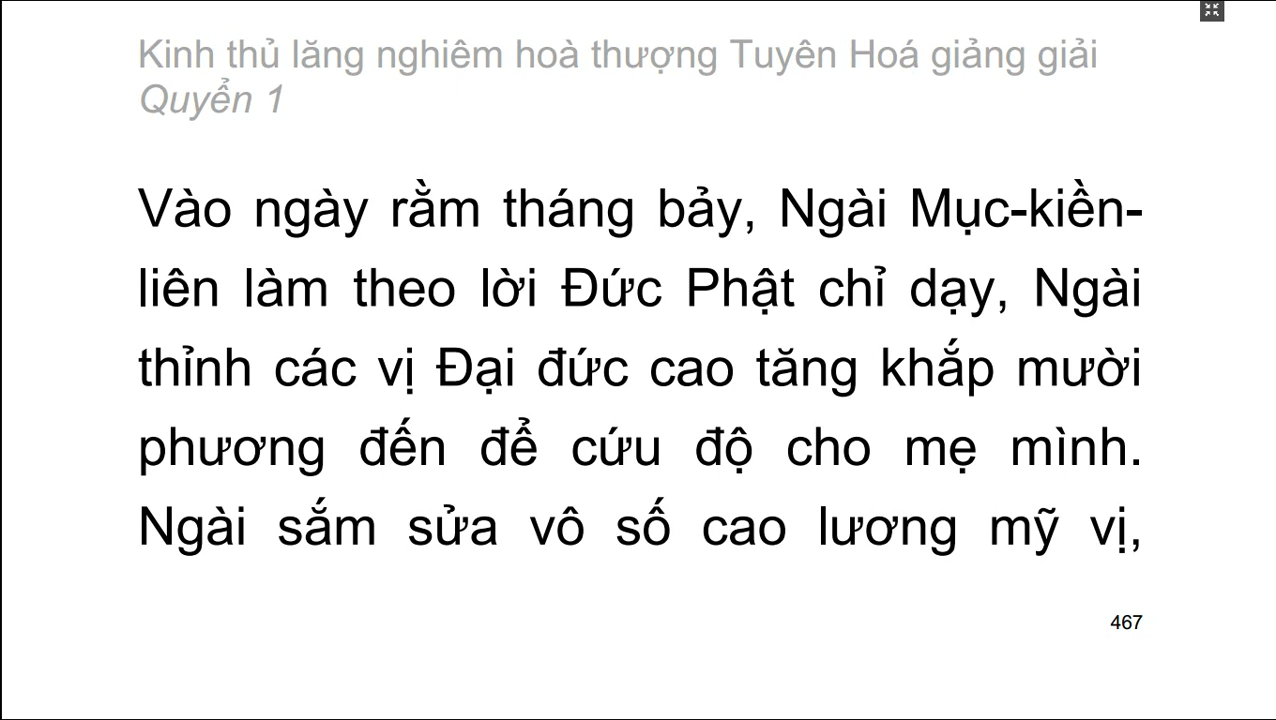 Kinh thủ lăng nghiêm hoà thượng Tuyên Hoá giảng giải
Quyển 1
Vào ngày rằm tháng bảy, Ngài Mục-kiền-
liên làm theo lời Đức Phật chỉ dạy, Ngài
thỉnh các vị Đại đức cao tăng khắp mười
phương đến để cứu độ cho mẹ mình.
Ngài sắm sửa vô số cao lương mỹ vị,
467